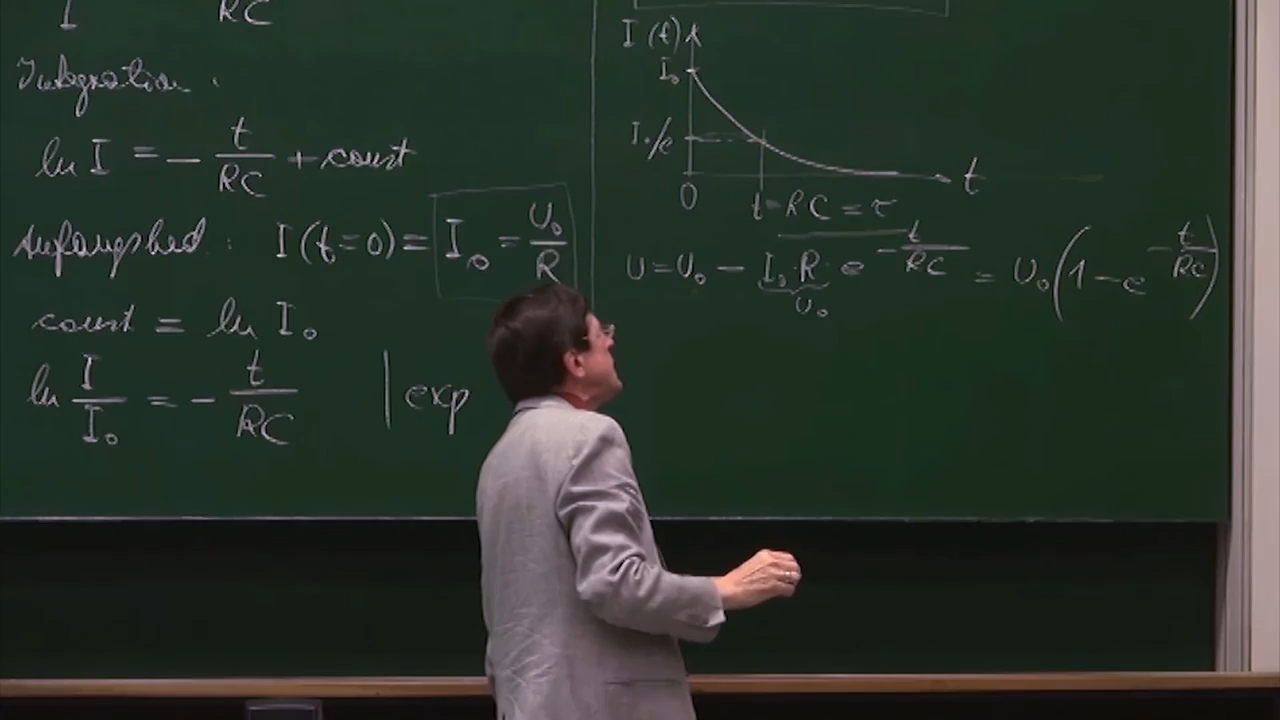 I RC
Integration :
ln I = - t/RC + const
Anfangsbed. : I(t=0) = I₀ = U₀/R
const = ln I₀
ln I/I₀ = - t/RC | exp
I(t)
I₀
I₀/e
0 t
t=RC = τ
U=U₀ - I₀·R e^(-t/RC) = U₀(1-e^(-t/RC))
U₀